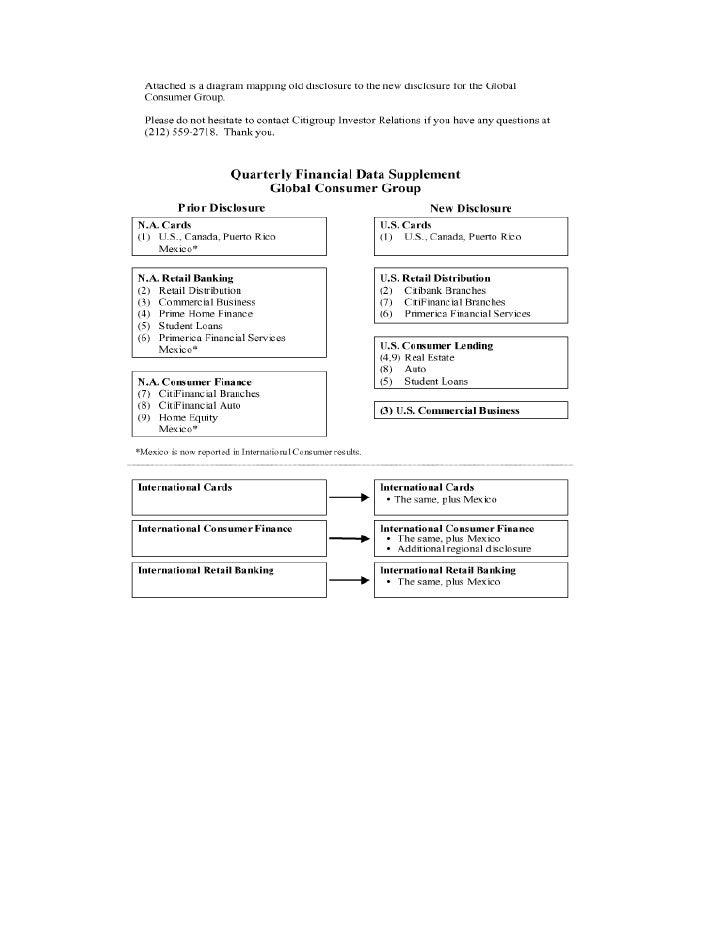 Attached is a diagram mapping old disclosure to the new disclosure for the Global
Consumer Group.
Please do not hesitate to contact Citigroup Investor Relations if you have any questions at
(212) 559-2718. Thank you.
Quarterly Financial Data Supplement
Global Consumer Group
Prior Disclosure
N.A. Cards
(1) U.S., Canada, Puerto Rico
Mexico*
N.A. Retail Banking
(2) Retail Distribution
(3) Commercial Business
(4) Prime Home Finance
(5) Student Loans
(6) Primerica Financial Services
Mexico*
N.A. Consumer Finance
(7) CitiFinancial Branches
(8) CitiFinancial Auto
(9) Home Equity
Mexico*
New Disclosure
U.S. Cards
(1) U.S., Canada, Puerto Rico
U.S. Retail Distribution
(2) Citibank Branches
(7) CitiFinancial Branches
(6) Primerica Financial Services
U.S. Consumer Lending
(4,9) Real Estate
(8) Auto
(5) Student Loans
(3) U.S. Commercial Business
*Mexico is now reported in International Consumer results.
International Cards
International Cards
• The same, plus Mexico
International Consumer Finance
International Consumer Finance
• The same, plus Mexico
• Additional regional disclosure
International Retail Banking
International Retail Banking
• The same, plus Mexico